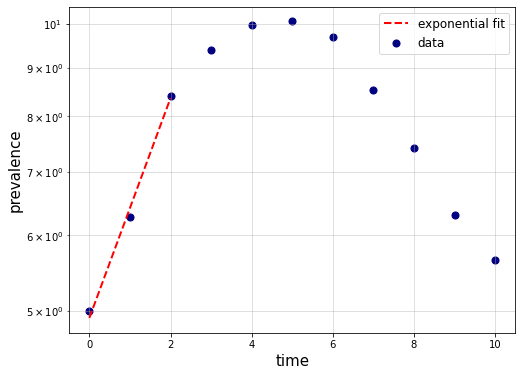 10¹
9 × 10⁰
8 × 10⁰
7 × 10⁰
6 × 10⁰
5 × 10⁰
prevalence
0 2 4 6 8 10
time
exponential fit
data